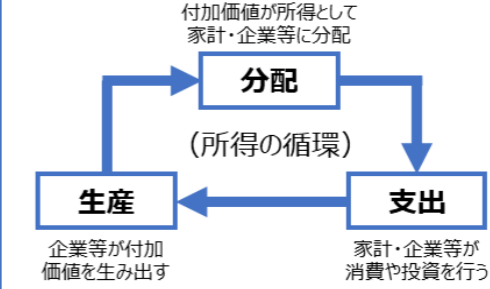 付加価値が所得として
家計・企業等に分配
分配
（所得の循環）
生産
支出
企業等が付加
価値を生み出す
家計・企業等が
消費や投資を行う